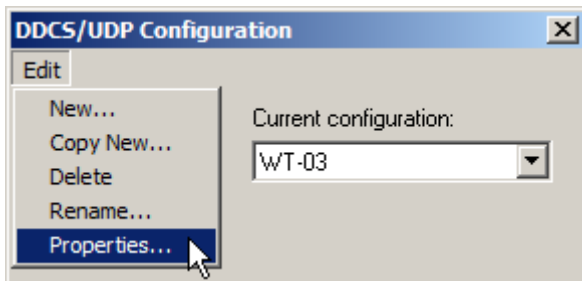 DDCS/UDP Configuration
Edit
New...
Copy New...
Delete
Rename...
Properties...
Current configuration:
WT-03